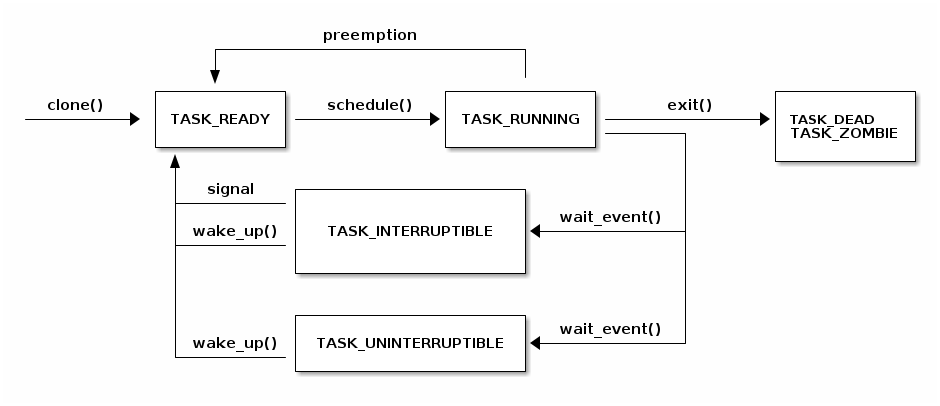 preemption
clone()
TASK_READY
schedule()
TASK_RUNNING
exit()
TASK_DEAD
TASK_ZOMBIE
signal
wake_up()
TASK_INTERRUPTIBLE
wait_event()
wake_up()
TASK_UNINTERRUPTIBLE
wait_event()